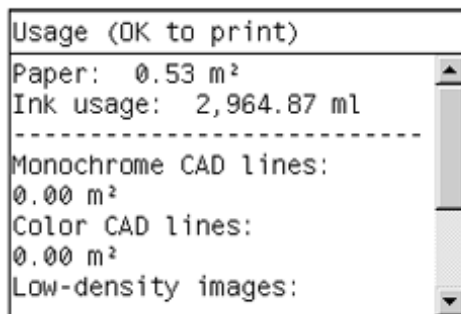 Usage (OK to print)
Paper:  0.53 m²
Ink usage:  2,964.87 ml
----------------------------
Monochrome CAD lines:
0.00 m²
Color CAD lines:
0.00 m²
Low-density images: